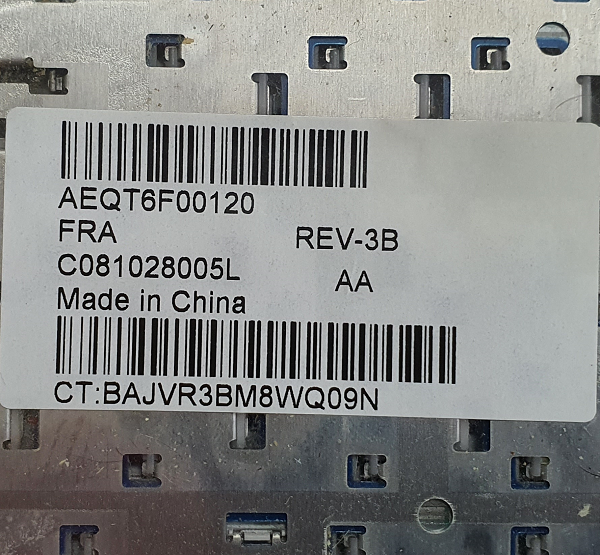 AEQT6F00120
FRA REV-3B
C081028005L AA
Made in China
CT:BAJVR3BM8WQ09N